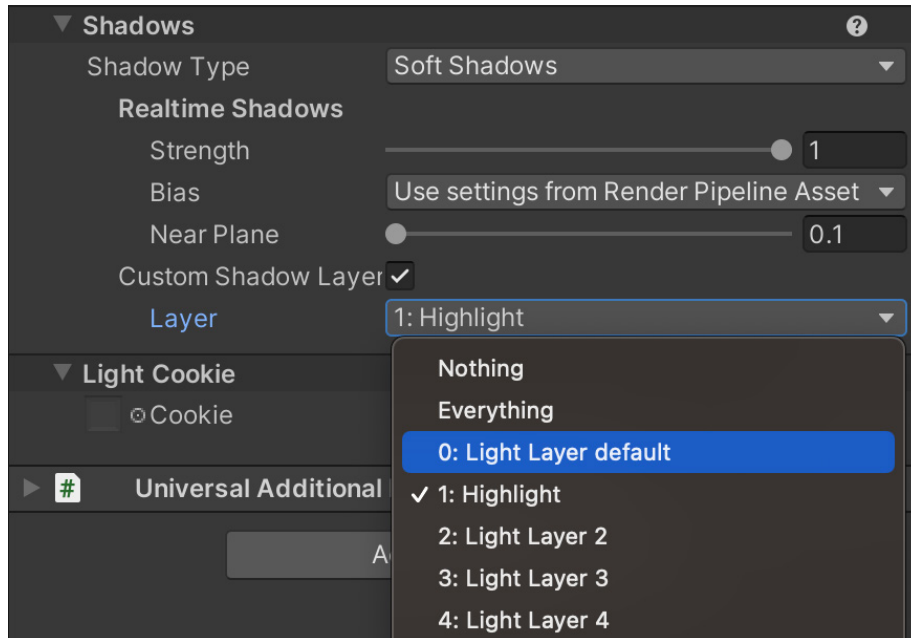 Shadows
Shadow Type Soft Shadows
Realtime Shadows
Strength 1
Bias Use settings from Render Pipeline Asset
Near Plane 0.1
Custom Shadow Layer
Layer 1: Highlight
Light Cookie
Cookie
Nothing
Everything
0: Light Layer default
# Universal Additional
1: Highlight
2: Light Layer 2
3: Light Layer 3
4: Light Layer 4